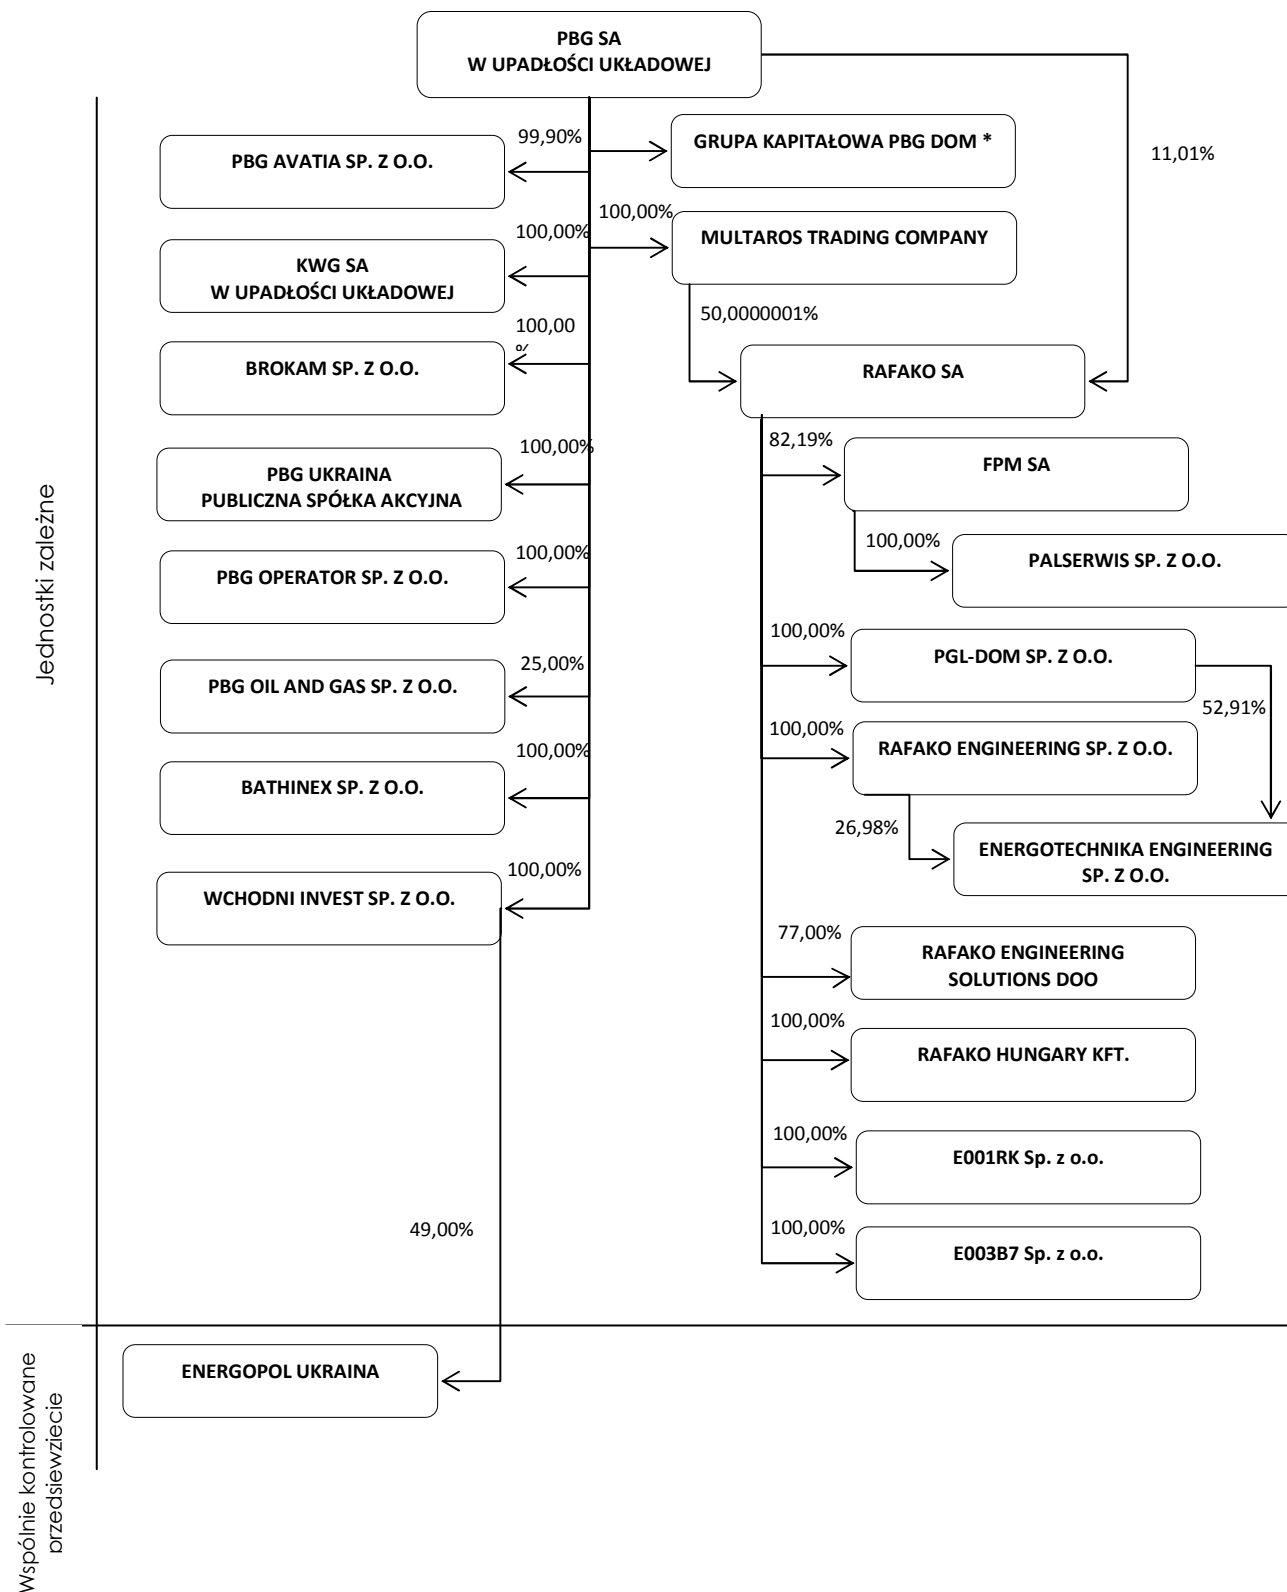 PBG SA
W UPADŁOŚCI UKŁADOWEJ
99,90%
PBG AVATIA SP. Z O.O.
GRUPA KAPITAŁOWA PBG DOM *
11,01%
100,00%
MULTAROS TRADING COMPANY
100,00%
KWG SA
W UPADŁOŚCI UKŁADOWEJ
50,0000001%
100,00
%
BROKAM SP. Z O.O.
RAFAKO SA
100,00%
PBG UKRAINA
PUBLICZNA SPÓŁKA AKCYJNA
82,19%
FPM SA
100,00%
PALSERWIS SP. Z O.O.
100,00%
PBG OPERATOR SP. Z O.O.
100,00%
PGL-DOM SP. Z O.O.
52,91%
25,00%
PBG OIL AND GAS SP. Z O.O.
100,00%
RAFAKO ENGINEERING SP. Z O.O.
100,00%
BATHINEX SP. Z O.O.
26,98%
ENERGOTECHNIKA ENGINEERING
SP. Z O.O.
100,00%
WCHODNI INVEST SP. Z O.O.
77,00%
RAFAKO ENGINEERING
SOLUTIONS DOO
100,00%
RAFAKO HUNGARY KFT.
100,00%
E001RK Sp. z o.o.
49,00%
100,00%
E003B7 Sp. z o.o.
Jednostki zależne
ENERGOPOL UKRAINA
Wspólnie kontrolowane
przedsiewziecie